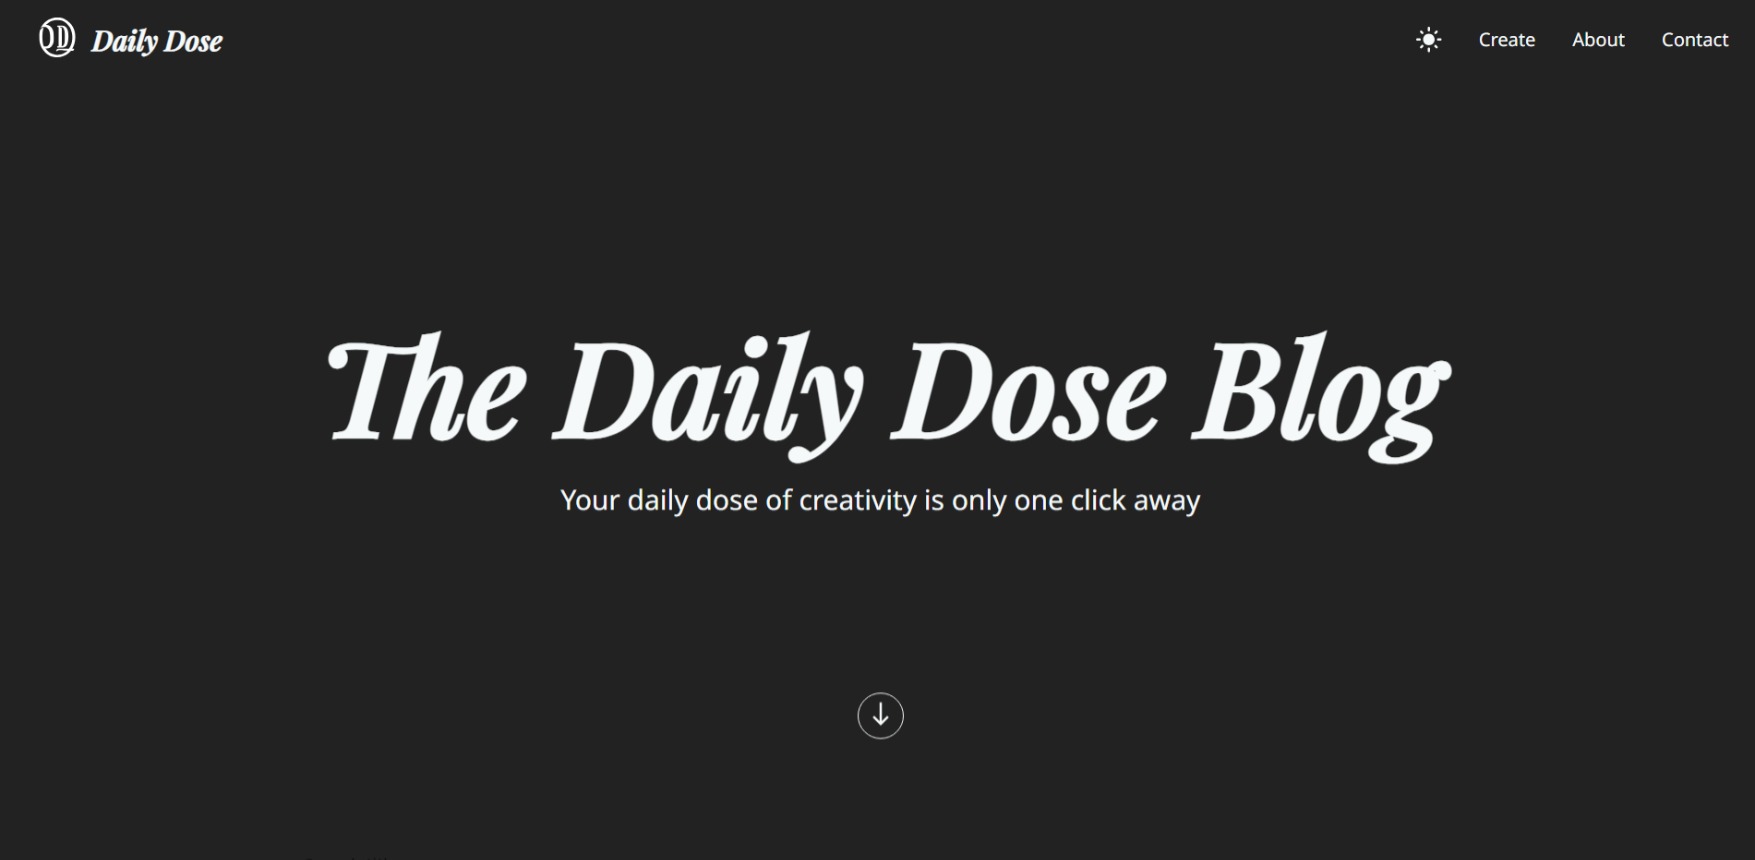 Daily Dose
Create About Contact
The Daily Dose Blog
Your daily dose of creativity is only one click away